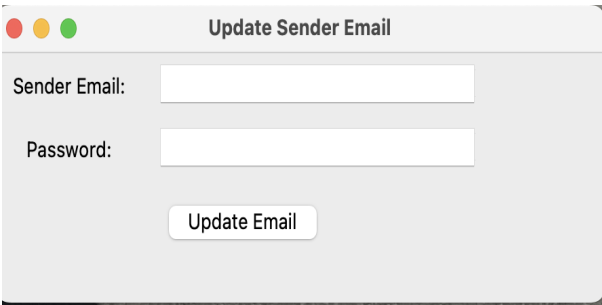 Update Sender Email
Sender Email:
Password:
Update Email